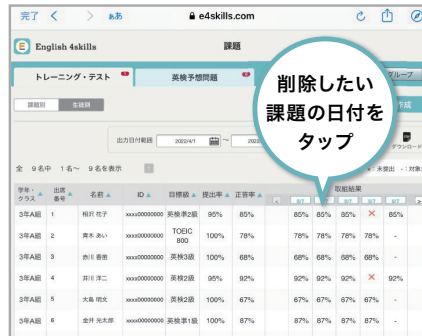 完了 < > ぁあ e4skills.com
E English 4skills 課題
トレーニング・テスト 英検予想問題 グループ
削除したい
課題の日付を
タップ
課題別 生徒別 作成
出力日付範囲 2022/4/1 ~ ダウンロード
全 9名中 1名~ 9名を表示
学年・クラス 出席番号 名前 ID 目標級 提出率 正答率 取組結果
3年A組 1 相沢 花子 xxxx00000000 英検準2級 95% 85% 85% 85% 85% × 85%
3年A組 2 青木 あい xxxx00000000 TOEIC 800 100% 78% 78% 78% 78% 78% -
3年A組 3 赤川 香苗 xxxx00000000 英検3級 100% 68% 68% 68% 68% 68% -
3年A組 4 井川 洋二 xxxx00000000 英検2級 95% 92% 92% 92% 92% × 92%
3年A組 5 大島 明文 xxxx00000000 英検2級 100% 67% 67% 67% 67% 67% -
3年A組 6 金井 光太郎 xxxx00000000 英検準1級 100% 87% 87% 87% 87% 87% -